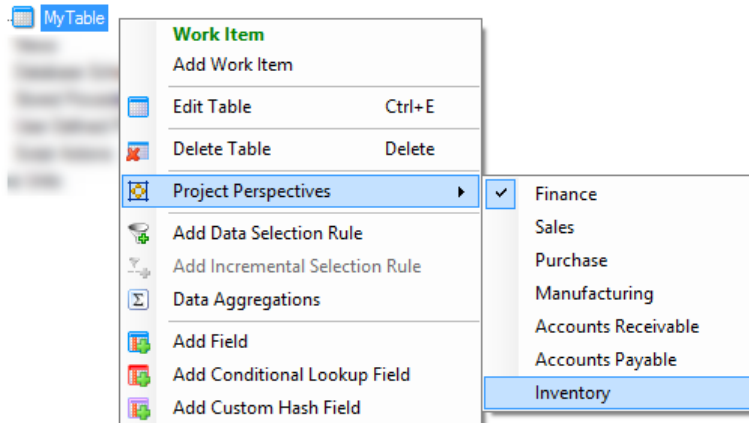 MyTable
Work Item
Add Work Item
Edit Table Ctrl+E
Delete Table Delete
Project Perspectives
Add Data Selection Rule
Add Incremental Selection Rule
Data Aggregations
Add Field
Add Conditional Lookup Field
Add Custom Hash Field
Finance
Sales
Purchase
Manufacturing
Accounts Receivable
Accounts Payable
Inventory